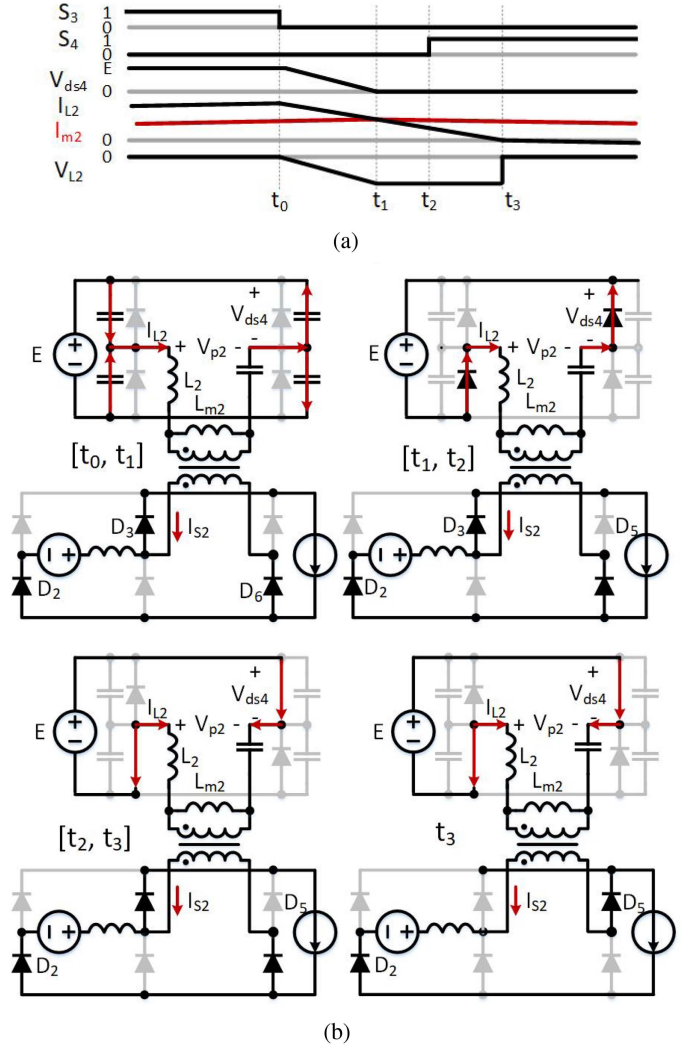 S3 1
0
S4 1
0
E
Vds4 0
IL2
Im2
0
0
VL2
t0 t1 t2 t3
(a)
+ +
Vds4 Vds4
IL2 + Vp2 - - IL2 + Vp2 - -
E E
L2 L2
Lm2 Lm2
[t0, t1] [t1, t2]
D3 IS2 D3 IS2 D5
D2 D6 D2
+ +
Vds4 Vds4
IL2 + Vp2 - - IL2 + Vp2 - -
E E
L2 L2
Lm2 Lm2
[t2, t3] t3
IS2 D5 IS2 D5
D2 D2
(b)